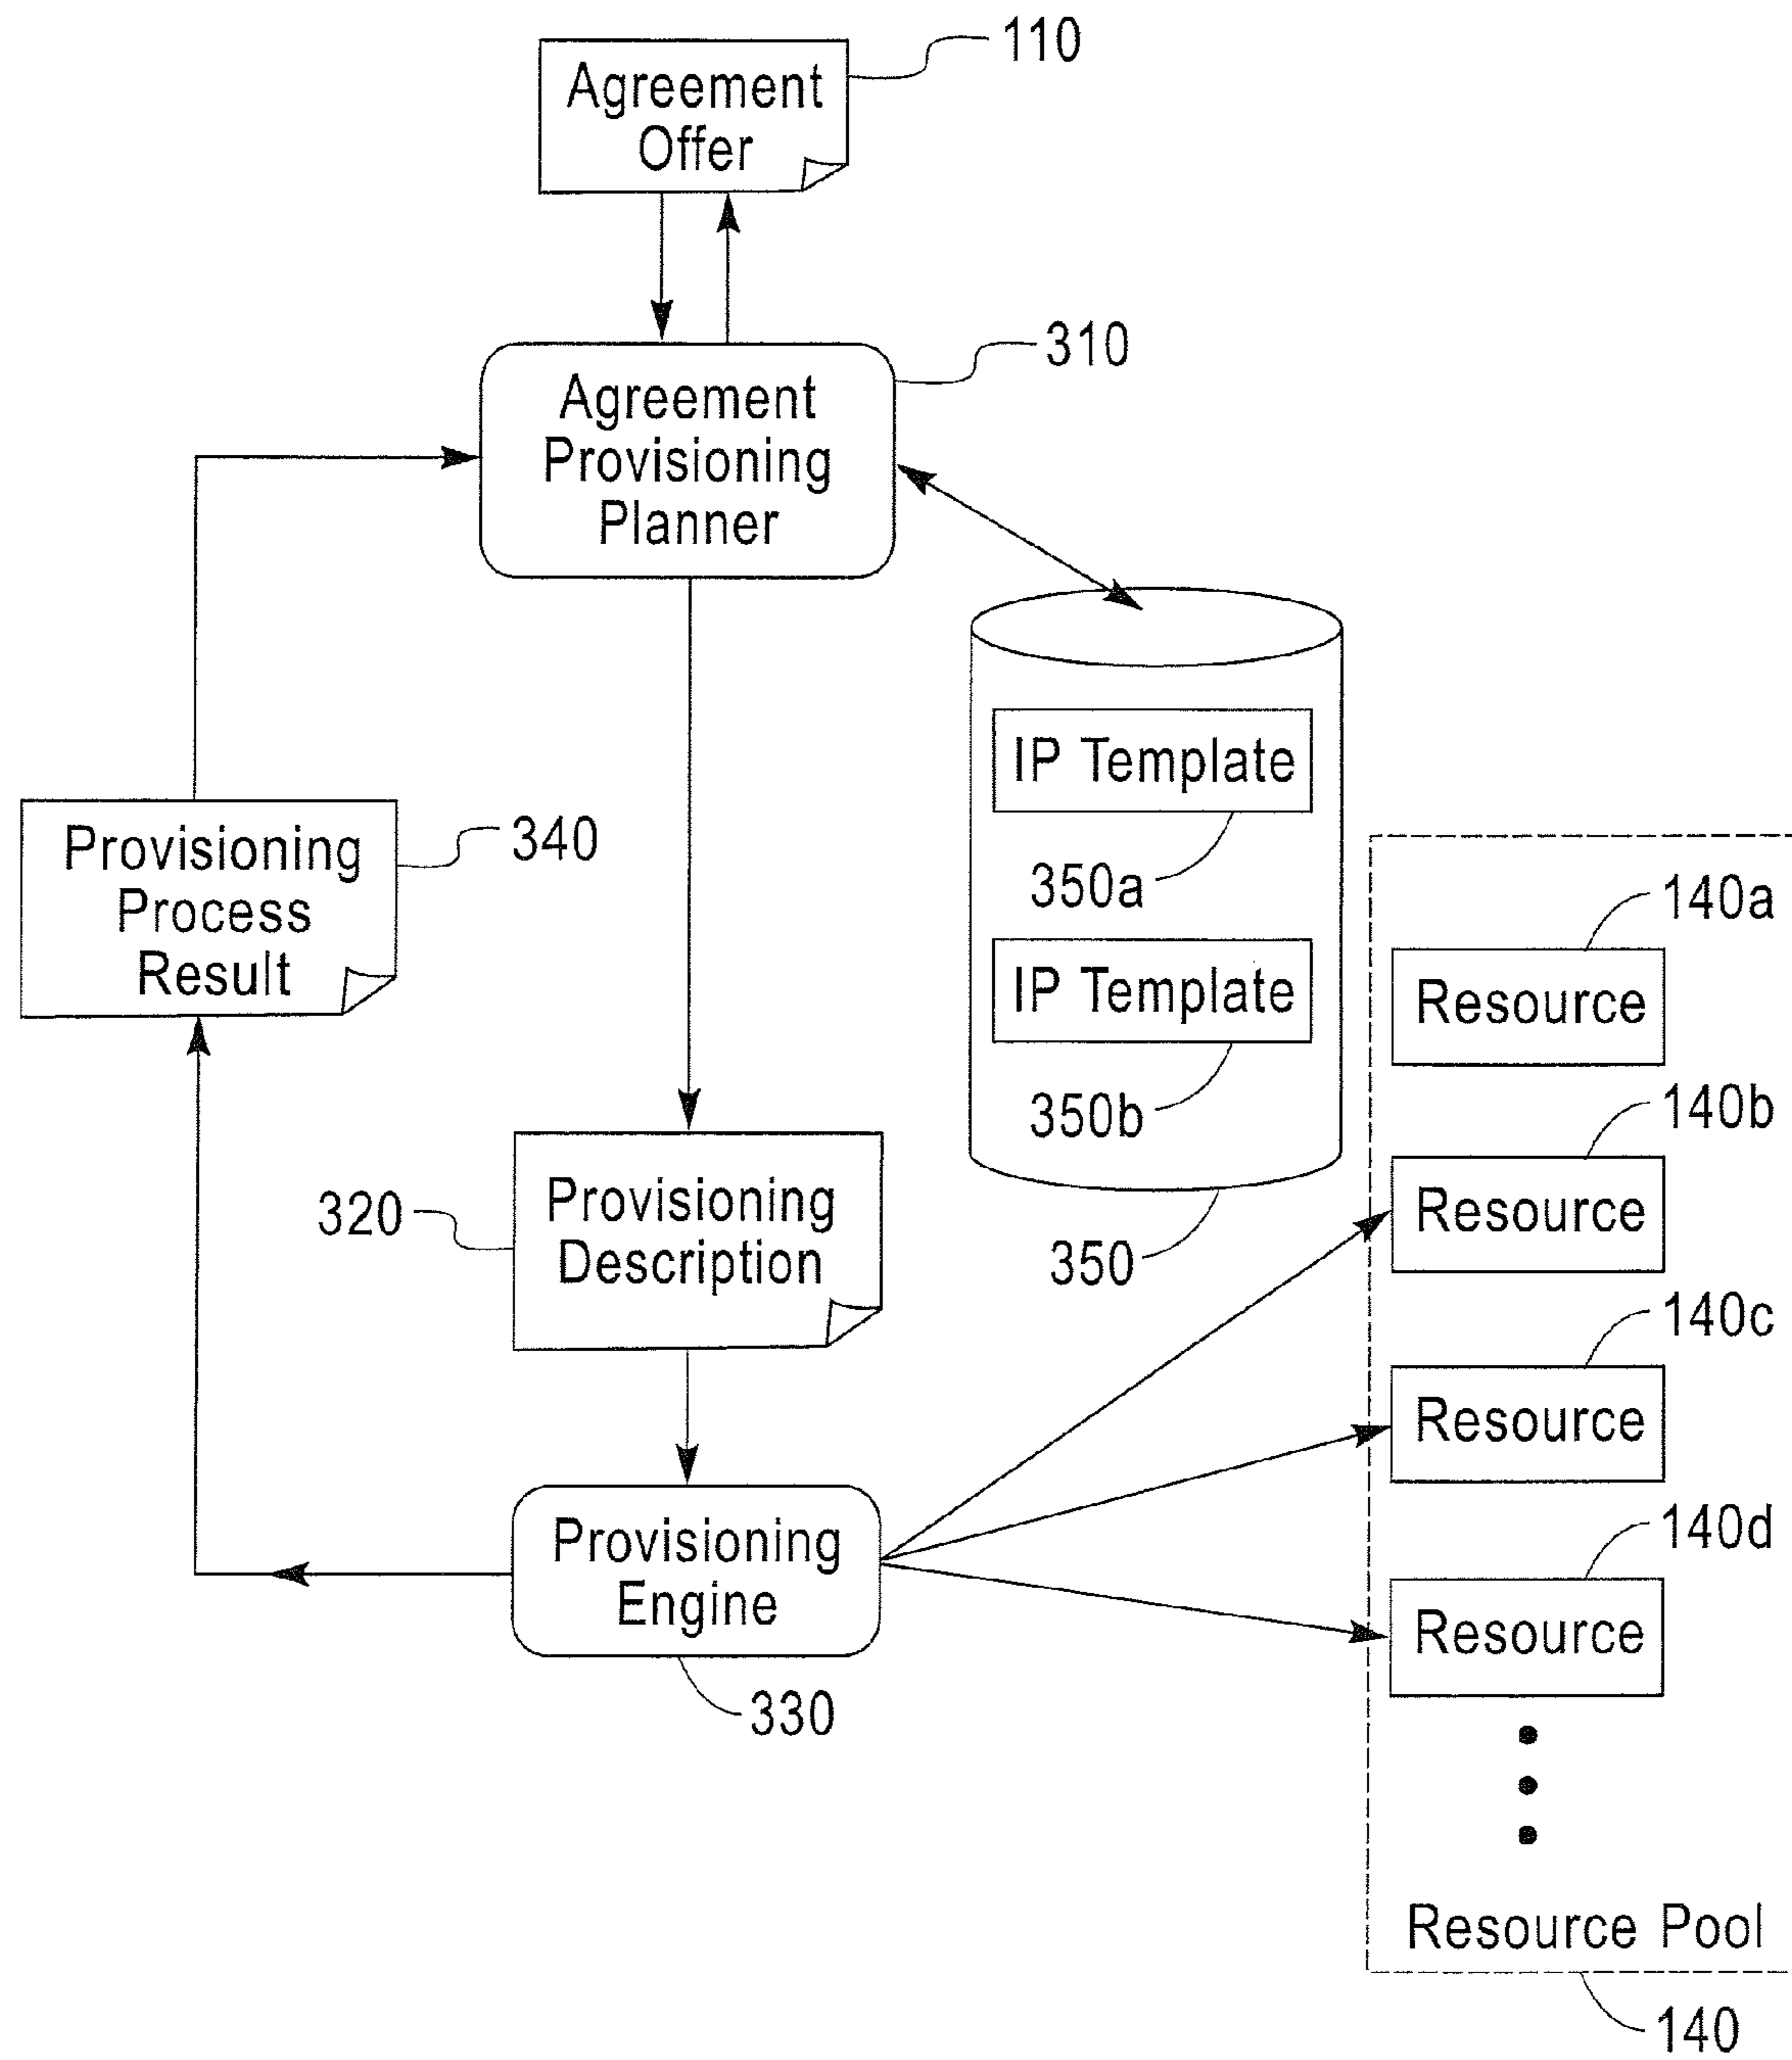 110
Agreement
Offer
310
Agreement
Provisioning
Planner
IP Template
350a
IP Template
350b
350
Provisioning
Process
Result
340
320
Provisioning
Description
Provisioning
Engine
330
140a
Resource
140b
Resource
140c
Resource
140d
Resource
Resource Pool
140